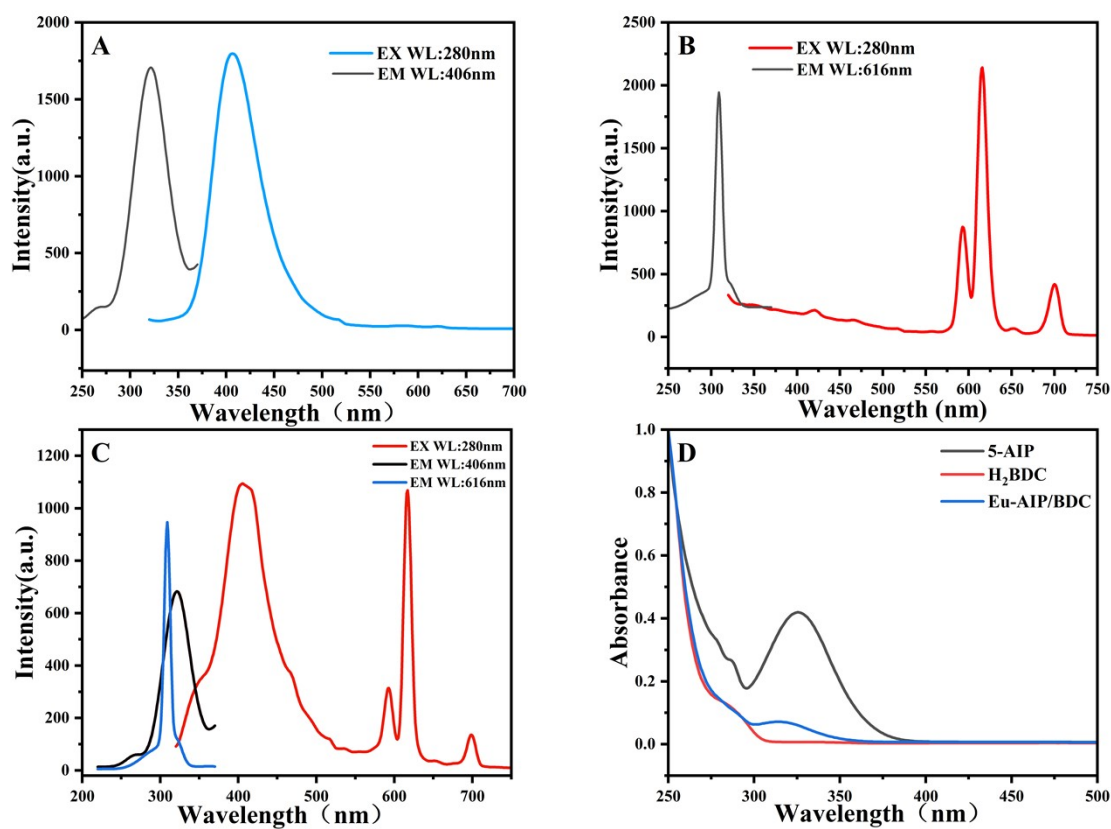 A
EX WL:280nm
EM WL:406nm
Intensity(a.u.)
2000
1500
1000
500
0
250 300 350 400 450 500 550 600 650 700
Wavelength（nm）
B
EX WL:280nm
EM WL:616nm
Intensity(a.u.)
2500
2000
1500
1000
500
0
250 300 350 400 450 500 550 600 650 700 750
Wavelength (nm)
C
EX WL:280nm
EM WL:406nm
EM WL:616nm
Intensity(a.u.)
1200
1000
800
600
400
200
0
200 300 400 500 600 700
Wavelength（nm）
D
5-AIP
H₂BDC
Eu-AIP/BDC
Absorbance
1.0
0.8
0.6
0.4
0.2
0.0
250 300 350 400 450 500
Wavelength（nm）